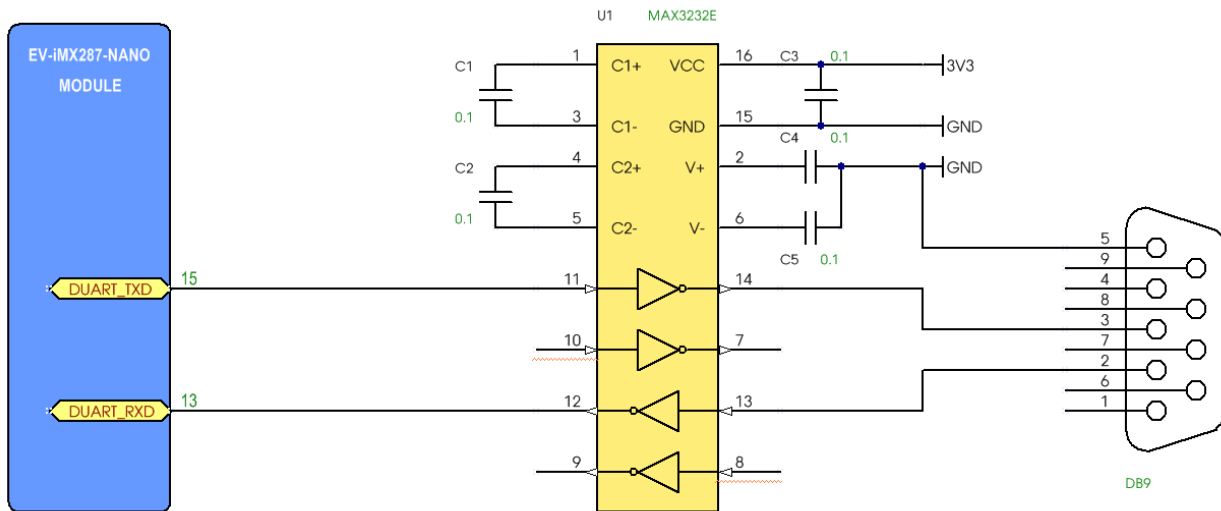 U1 MAX3232E
EV-iMX287-NANO
MODULE
C1 0.1
C2 0.1
1 C1+ VCC 16 C3 0.1 3V3
3 C1- GND 15 0.1 GND
C4
4 C2+ V+ 2 GND
5 C2- V- 6
C5 0.1
DUART_TXD 15 11 14
10 7
DUART_RXD 13 12 13
9 8
5
9
4
8
3
7
2
6
1
DB9